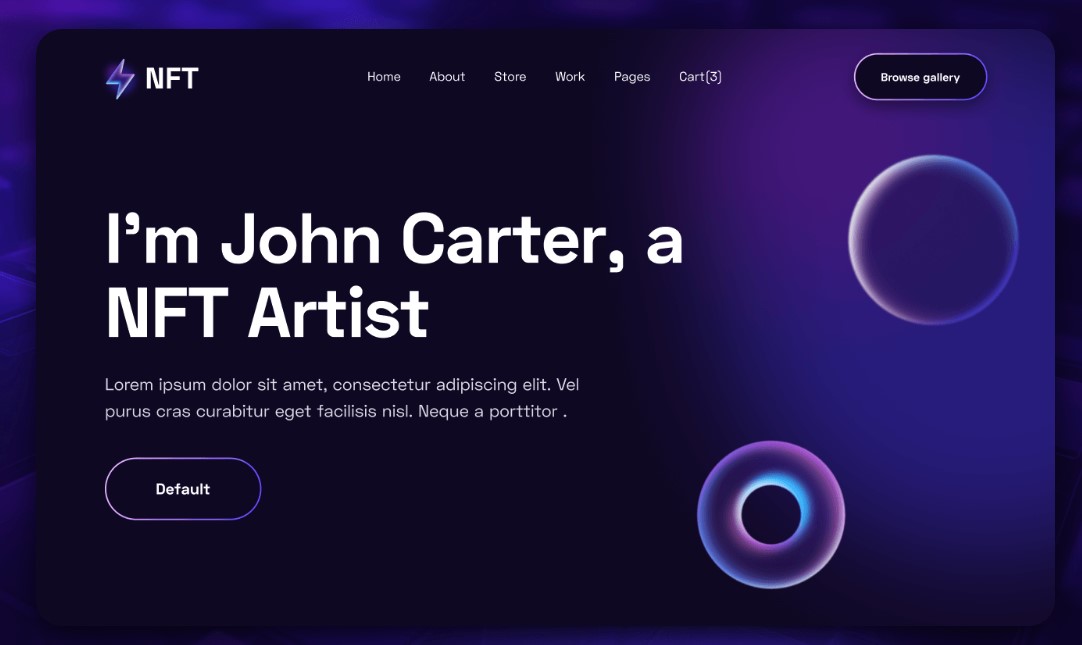 NFT
Home About Store Work Pages Cart(3)
Browse gallery
I'm John Carter, a
NFT Artist
Lorem ipsum dolor sit amet, consectetur adipiscing elit. Vel
purus cras curabitur eget facilisis nisl. Neque a porttitor .
Default